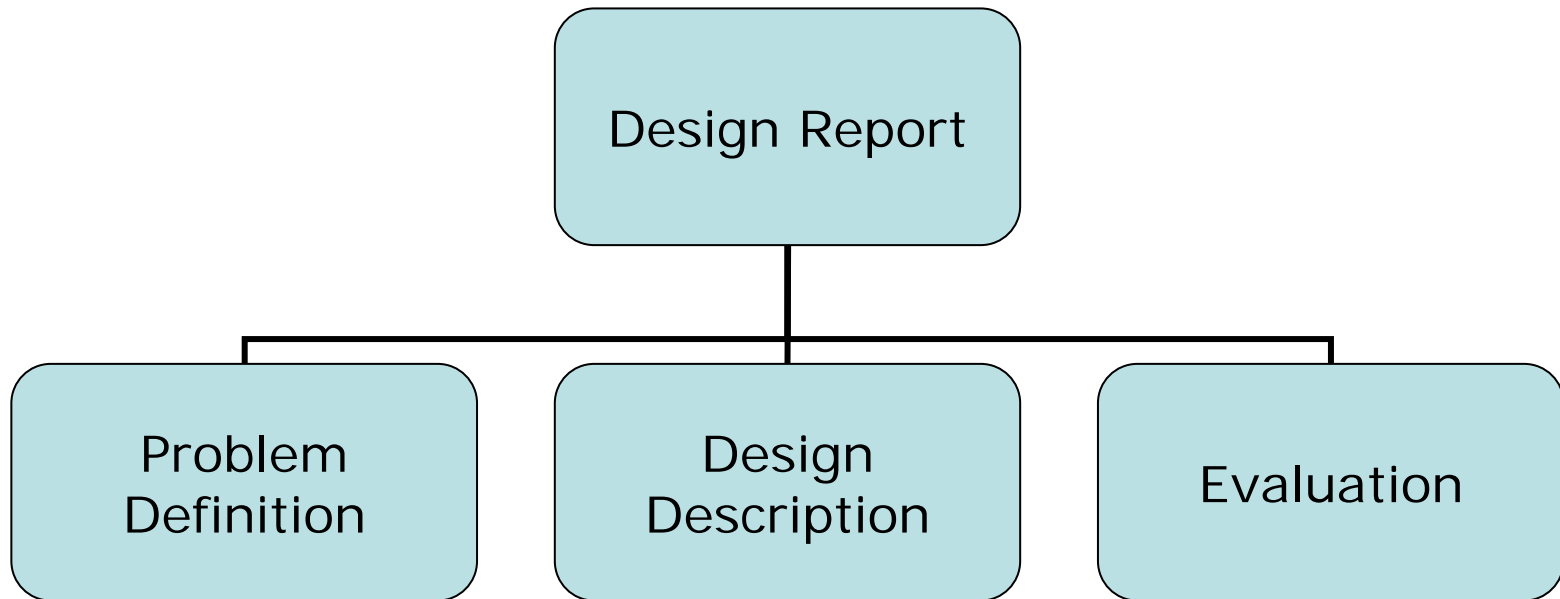 Design Report
Problem
Definition
Design
Description
Evaluation